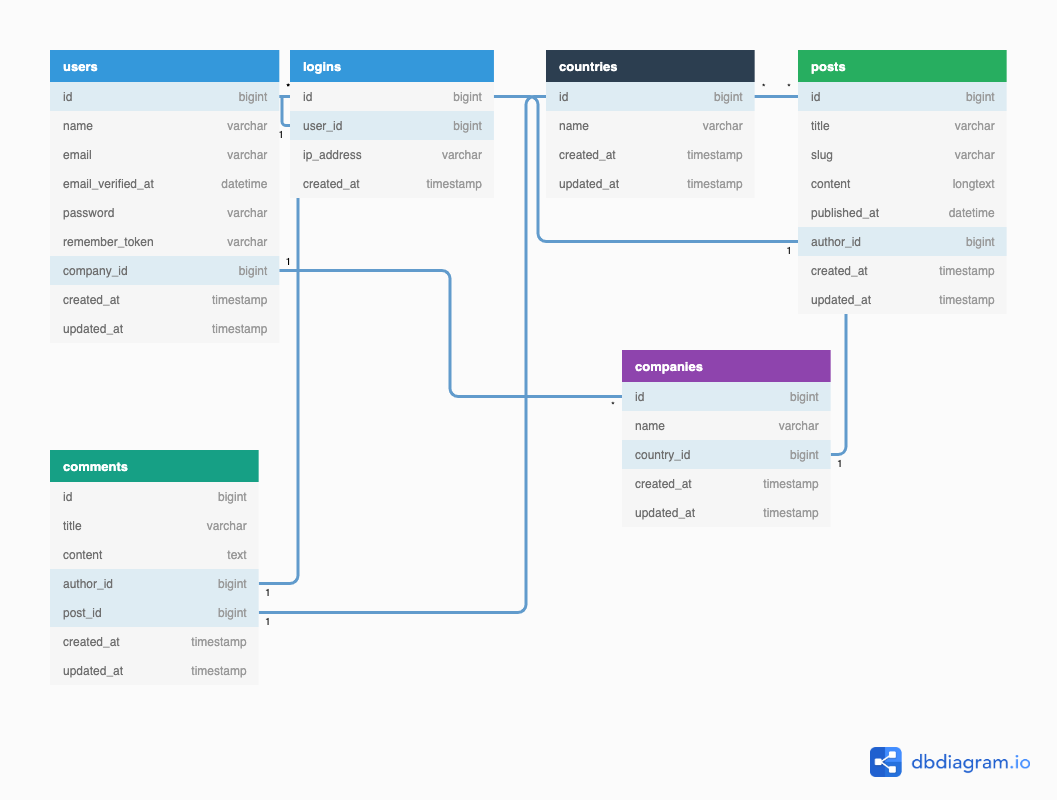 users
id bigint
name varchar
email varchar
email_verified_at datetime
password varchar
remember_token varchar
company_id bigint
created_at timestamp
updated_at timestamp
logins
id bigint
user_id bigint
ip_address varchar
created_at timestamp
countries
id bigint
name varchar
created_at timestamp
updated_at timestamp
posts
id bigint
title varchar
slug varchar
content longtext
published_at datetime
author_id bigint
created_at timestamp
updated_at timestamp
companies
id bigint
name varchar
country_id bigint
created_at timestamp
updated_at timestamp
comments
id bigint
title varchar
content text
author_id bigint
post_id bigint
created_at timestamp
updated_at timestamp
*
1
1
*
*
1
*
1
1
1
dbdiagram.io